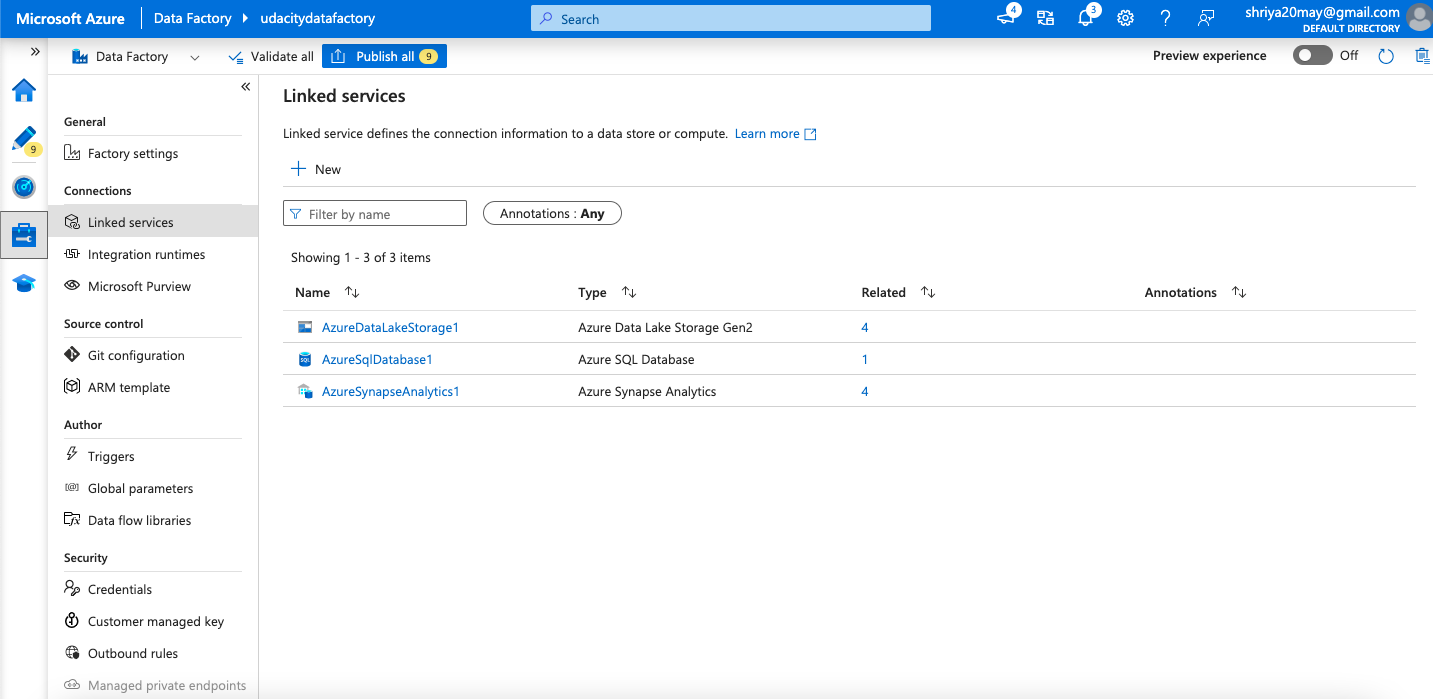 Microsoft Azure
Data Factory
udacitydatafactory
Search
4
3
shriya20may@gmail.com
DEFAULT DIRECTORY
Data Factory
Validate all
Publish all 9
Preview experience
Off
9
General
Factory settings
Connections
Linked services
Integration runtimes
Microsoft Purview
Source control
Git configuration
ARM template
Author
Triggers
Global parameters
Data flow libraries
Security
Credentials
Customer managed key
Outbound rules
Managed private endpoints
Linked services
Linked service defines the connection information to a data store or compute. Learn more
New
Filter by name
Annotations : Any
Showing 1 - 3 of 3 items
Name Type Related Annotations
AzureDataLakeStorage1 Azure Data Lake Storage Gen2 4
SQL AzureSqlDatabase1 Azure SQL Database 1
AzureSynapseAnalytics1 Azure Synapse Analytics 4